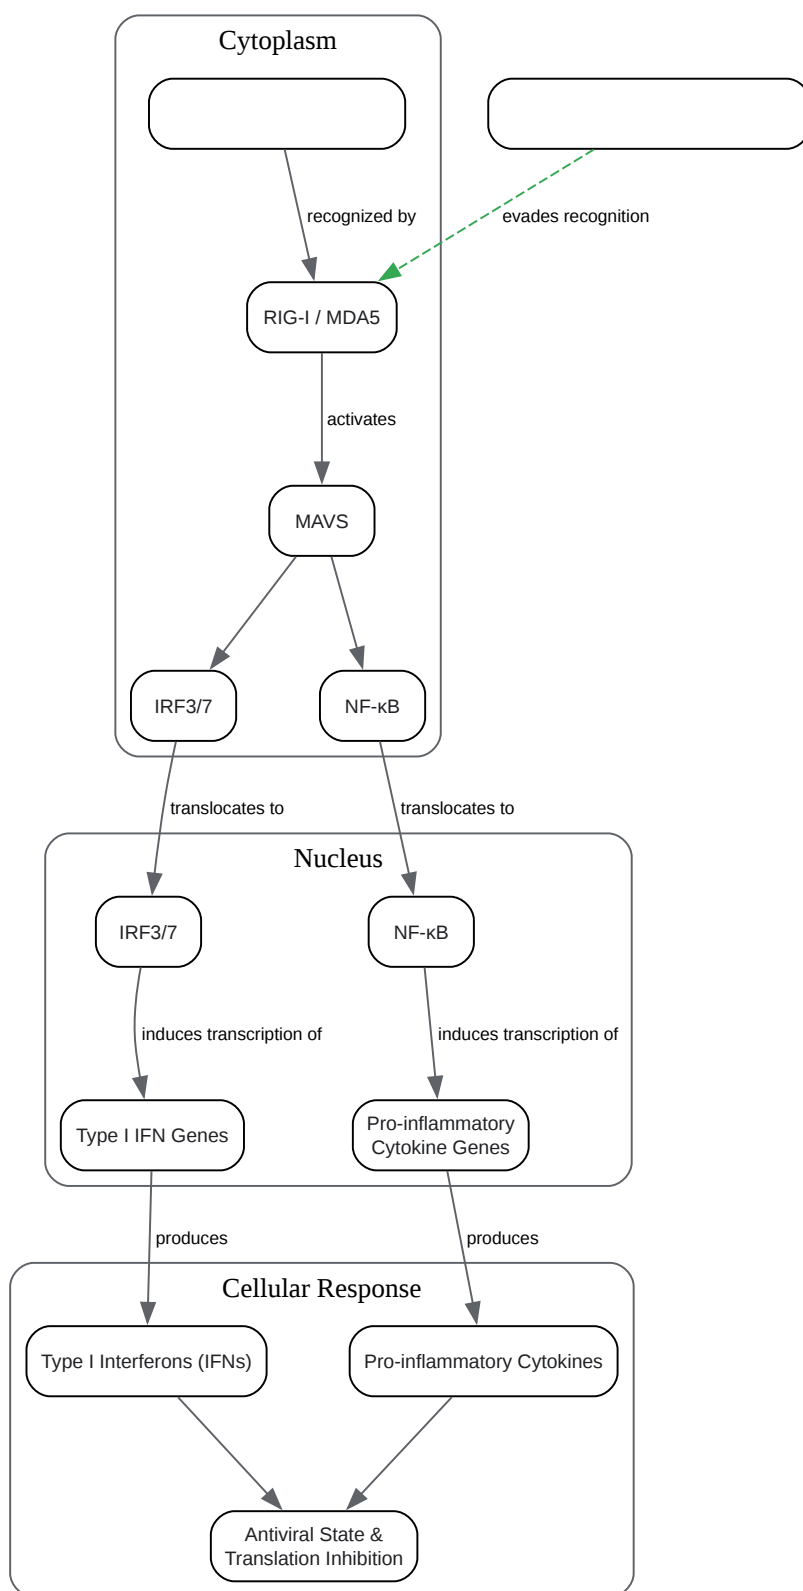 Cytoplasm
recognized by
evades recognition
RIG-I / MDA5
activates
MAVS
IRF3/7
NF-κB
translocates to
translocates to
Nucleus
IRF3/7
NF-κB
induces transcription of
induces transcription of
Type I IFN Genes
Pro-inflammatory
Cytokine Genes
produces
produces
Cellular Response
Type I Interferons (IFNs)
Pro-inflammatory Cytokines
Antiviral State &
Translation Inhibition